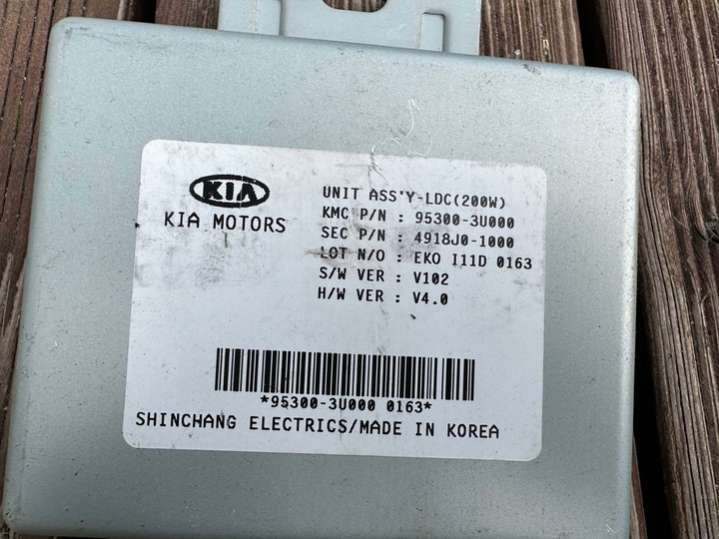 KIA
KIA MOTORS
UNIT ASS'Y-LDC(200W)
KMC P/N : 95300-3U000
SEC P/N : 4918J0-1000
LOT N/O : EKO I11D 0163
S/W VER : V102
H/W VER : V4.0
*95300-3U000 0163*
SHINCHANG ELECTRICS/MADE IN KOREA